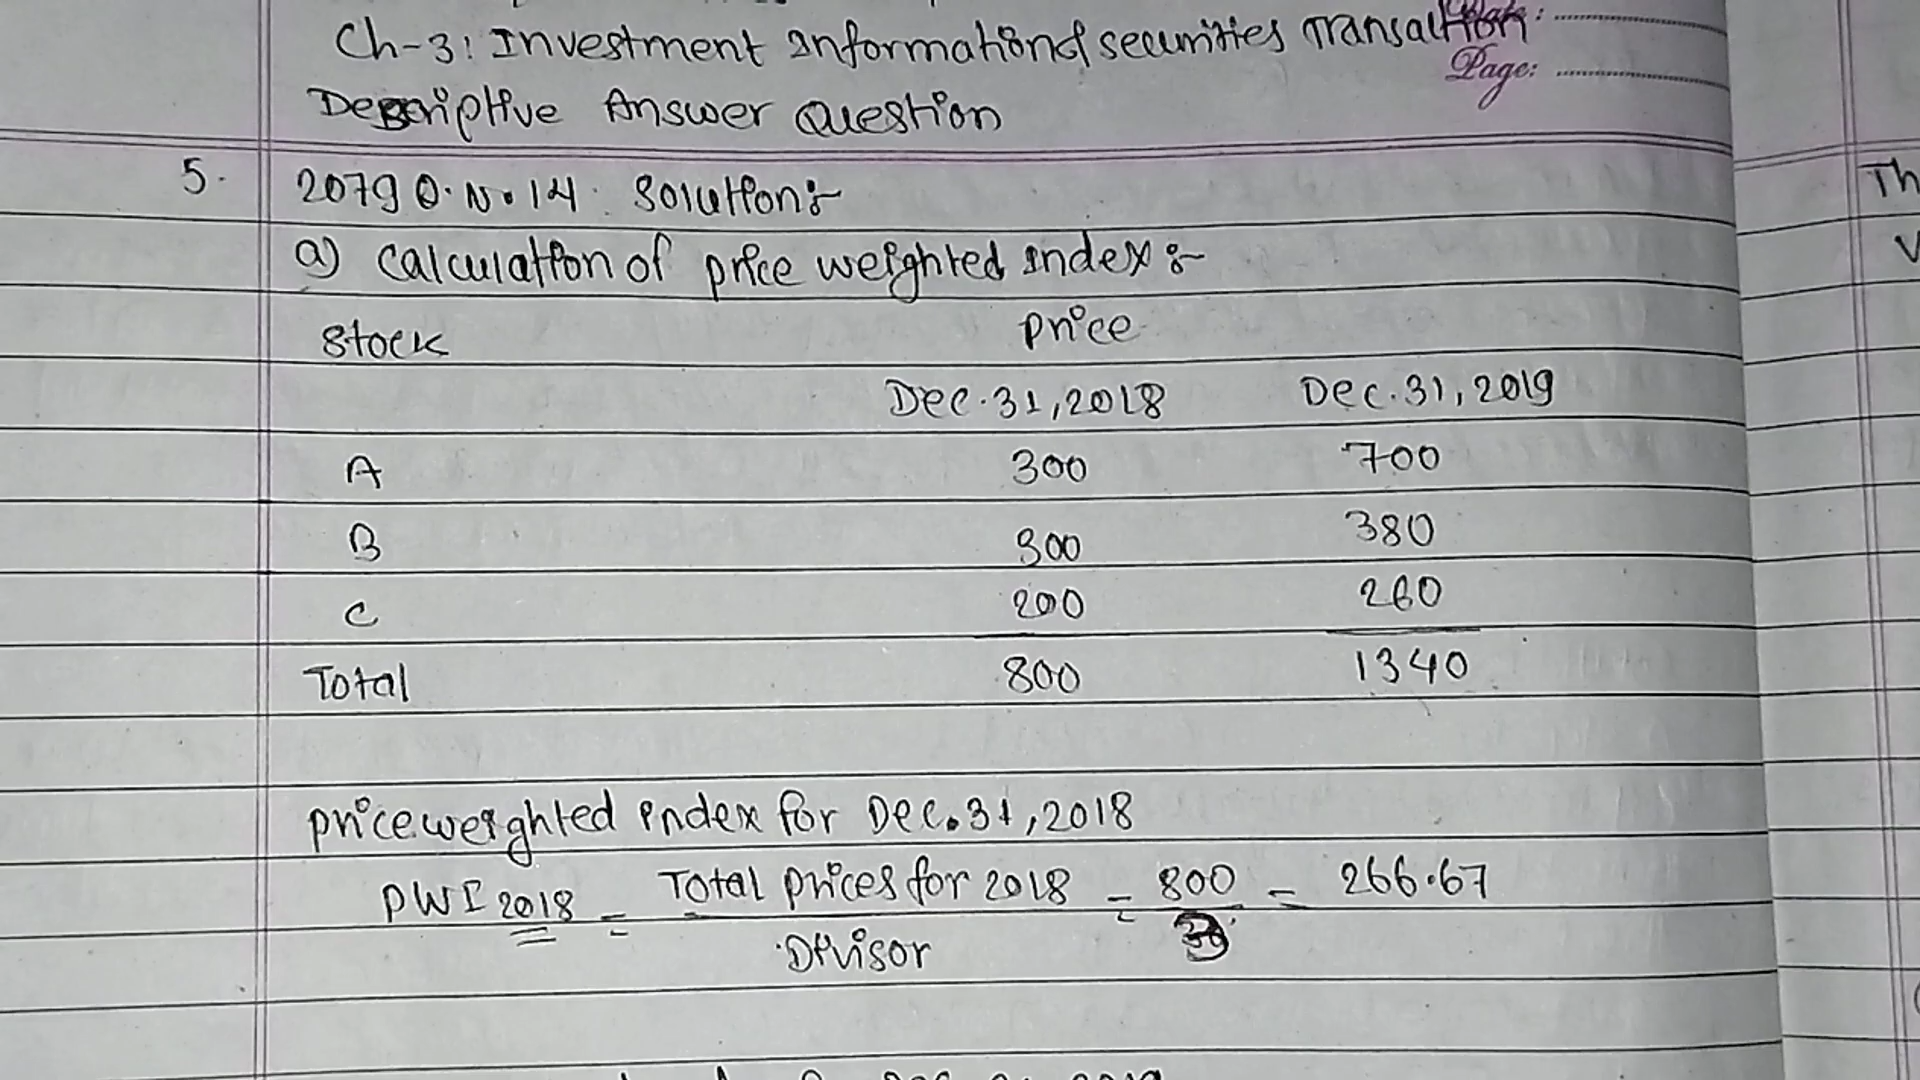 Ch-3: Investment Information & securities Transaction
Page:
Descriptive Answer Question
5. 2079 Q.N.14. Solution:-
a) Calculation of price weighted Index:-
Stock Price
Dec.31,2018 Dec.31,2019
A 300 700
B 300 380
C 200 260
Total 800 1340
price weighted index for Dec.31,2018
PWI 2018 = Total prices for 2018 / Divisor = 800 / 3 = 266.67
Th
V